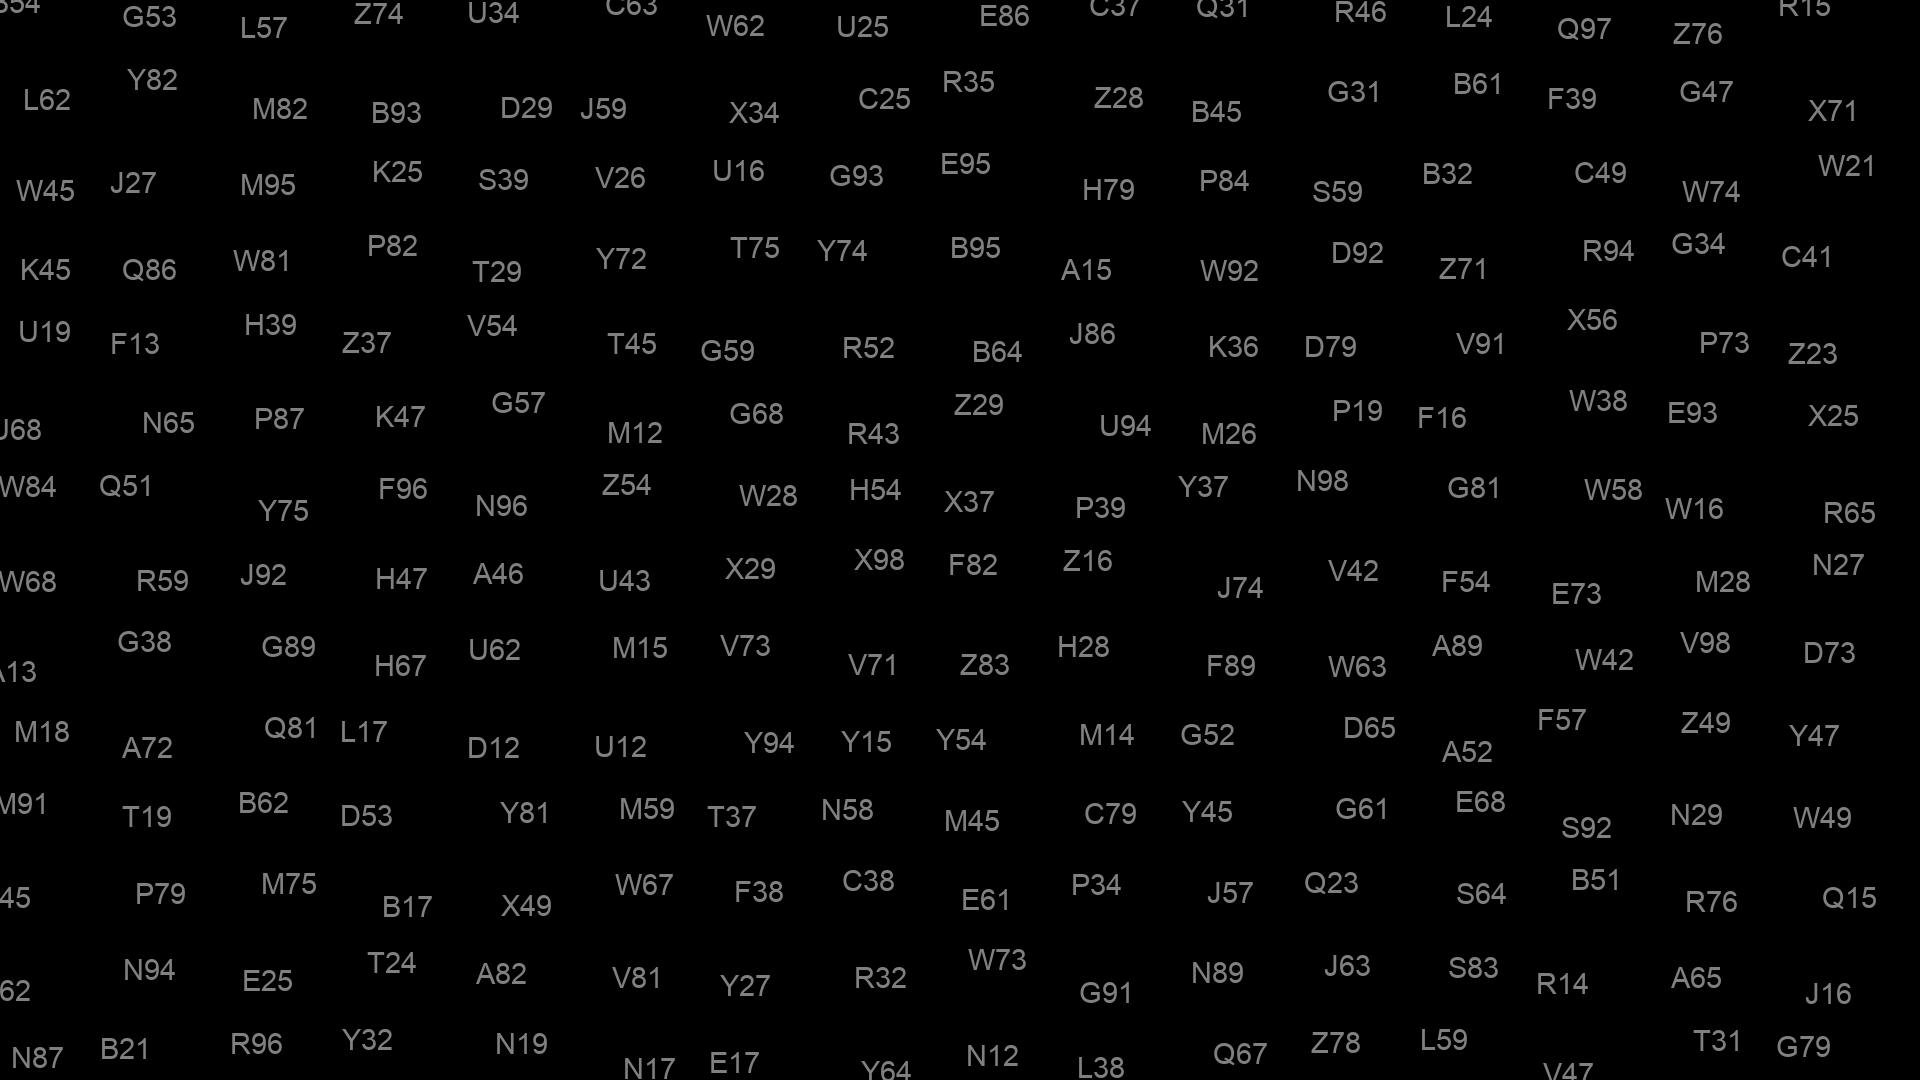 G53 L57 Z74 U34 C63 W62 U25 E86 C37 Q31 R46 L24 Q97 Z76 R15
L62 Y82 M82 B93 D29 J59 X34 C25 R35 Z28 B45 G31 B61 F39 G47 X71
W45 J27 M95 K25 S39 V26 U16 G93 E95 H79 P84 S59 B32 C49 W74 W21
K45 Q86 W81 P82 T29 Y72 T75 Y74 B95 A15 W92 D92 Z71 R94 G34 C41
U19 F13 H39 Z37 V54 T45 G59 R52 B64 J86 K36 D79 V91 X56 P73 Z23
N65 P87 K47 G57 M12 G68 R43 Z29 U94 M26 P19 F16 W38 E93 X25
W84 Q51 Y75 F96 N96 Z54 W28 H54 X37 P39 Y37 N98 G81 W58 W16 R65
W68 R59 J92 H47 A46 U43 X29 X98 F82 Z16 J74 V42 F54 E73 M28 N27
A13 G38 G89 H67 U62 M15 V73 V71 Z83 H28 F89 W63 A89 W42 V98 D73
M18 A72 Q81 L17 D12 U12 Y94 Y15 Y54 M14 G52 D65 A52 F57 Z49 Y47
M91 T19 B62 D53 Y81 M59 T37 N58 M45 C79 Y45 G61 E68 S92 N29 W49
45 P79 M75 B17 X49 W67 F38 C38 E61 P34 J57 Q23 S64 B51 R76 Q15
62 N94 E25 T24 A82 V81 Y27 R32 W73 G91 N89 J63 S83 R14 A65 J16
N87 B21 R96 Y32 N19 N17 E17 Y64 N12 L38 Q67 Z78 L59 V47 T31 G79